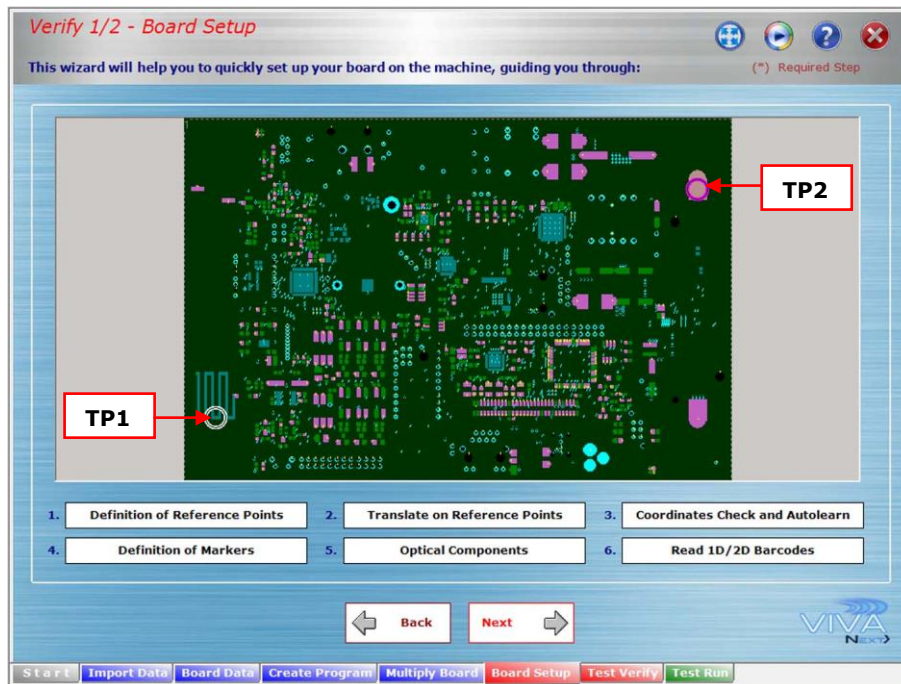 Verify 1/2 - Board Setup
This wizard will help you to quickly set up your board on the machine, guiding you through:
(*) Required Step
TP2
TP1
1. Definition of Reference Points
2. Translate on Reference Points
3. Coordinates Check and Autolearn
4. Definition of Markers
5. Optical Components
6. Read 1D/2D Barcodes
Back
Next
VIVA
NEXT>
Start Import Data Board Data Create Program Multiply Board Board Setup Test Verify Test Run